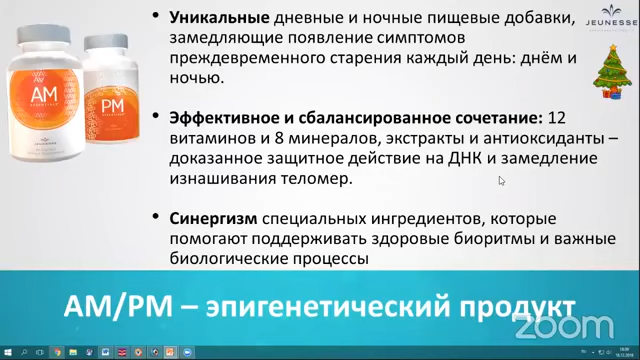 • Уникальные дневные и ночные пищевые добавки,
замедляющие появление симптомов
преждевременного старения каждый день: днём и
ночью.
JEUNESSE
AM
PM
• Эффективное и сбалансированное сочетание: 12
витаминов и 8 минералов, экстракты и антиоксиданты –
доказанное защитное действие на ДНК и замедление
изнашивания теломер.
• Синергизм специальных ингредиентов, которые
помогают поддерживать здоровые биоритмы и важные
биологические процессы
AM/PM – эпигенетический продукт
zoom